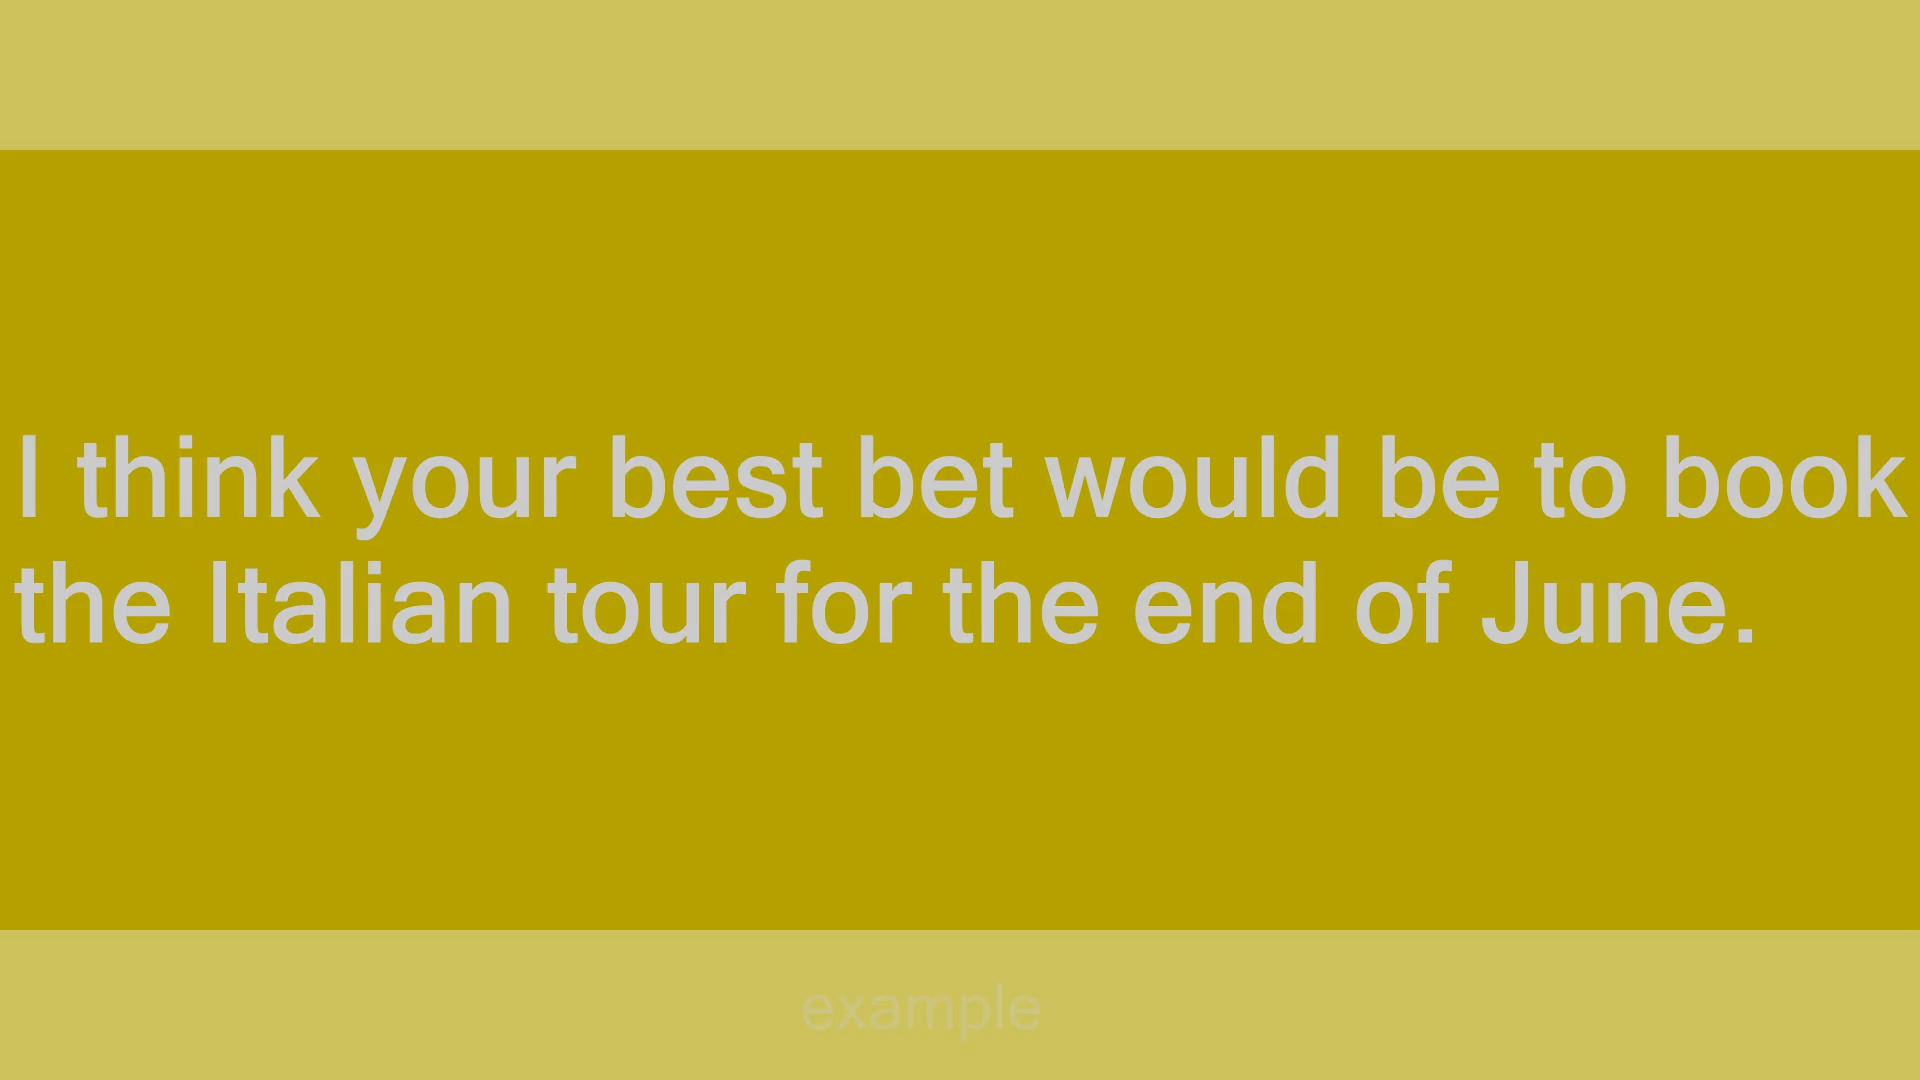 I think your best bet would be to book
the Italian tour for the end of June.
example